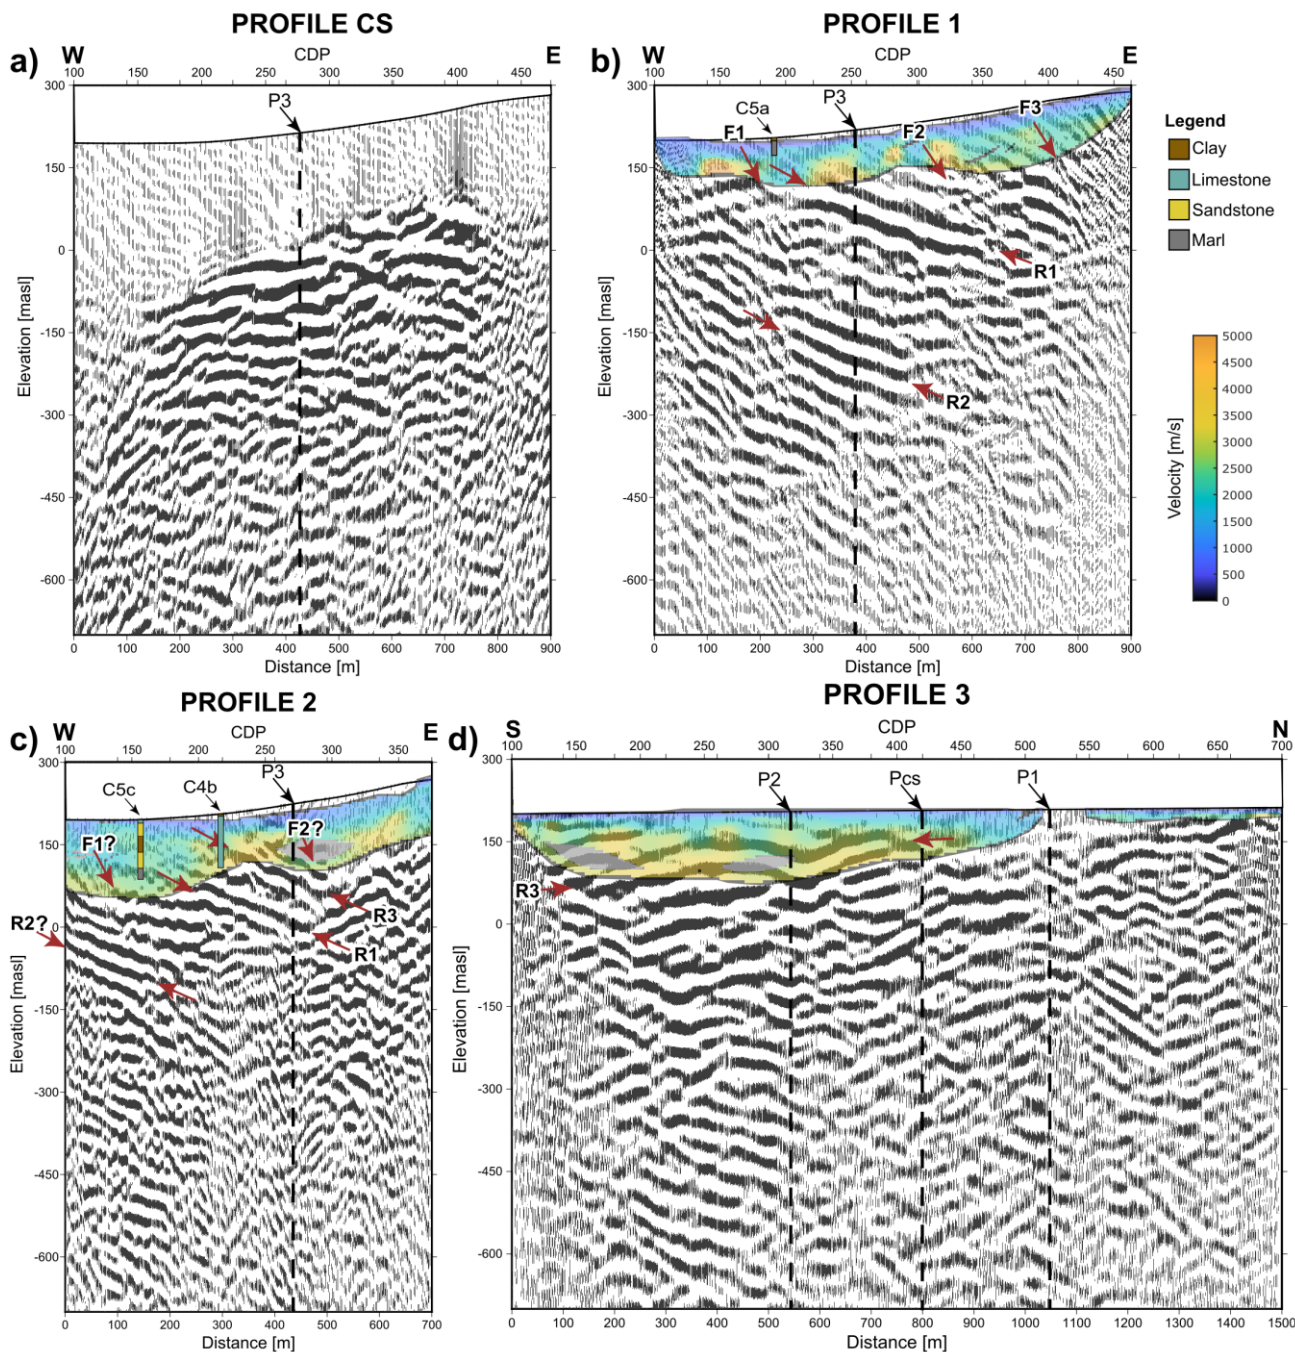 PROFILE CS
a) W CDP E
100 150 200 250 300 350 400 450
P3
300
150
0
-150
-300
-450
-600
Elevation [masl]
0 100 200 300 400 500 600 700 800 900
Distance [m]
PROFILE 1
b) W CDP E
100 150 200 250 300 350 400 450
C5a P3
F1 F2 F3
R1
R2
300
150
0
-150
-300
-450
-600
Elevation [masl]
0 100 200 300 400 500 600 700 800 900
Distance [m]
Legend
Clay
Limestone
Sandstone
Marl
Velocity [m/s]
5000
4500
4000
3500
3000
2500
2000
1500
1000
500
0
PROFILE 2
c) W CDP E
100 150 200 250 300 350
C5c C4b P3
F1? F2?
R2? R3
R1
300
150
0
-150
-300
-450
-600
Elevation [masl]
0 100 200 300 400 500 600 700
Distance [m]
PROFILE 3
d) S CDP N
100 150 200 250 300 350 400 450 500 550 600 650 700
P2 Pcs P1
R3
300
150
0
-150
-300
-450
-600
Elevation [masl]
0 100 200 300 400 500 600 700 800 900 1000 1100 1200 1300 1400 1500
Distance [m]